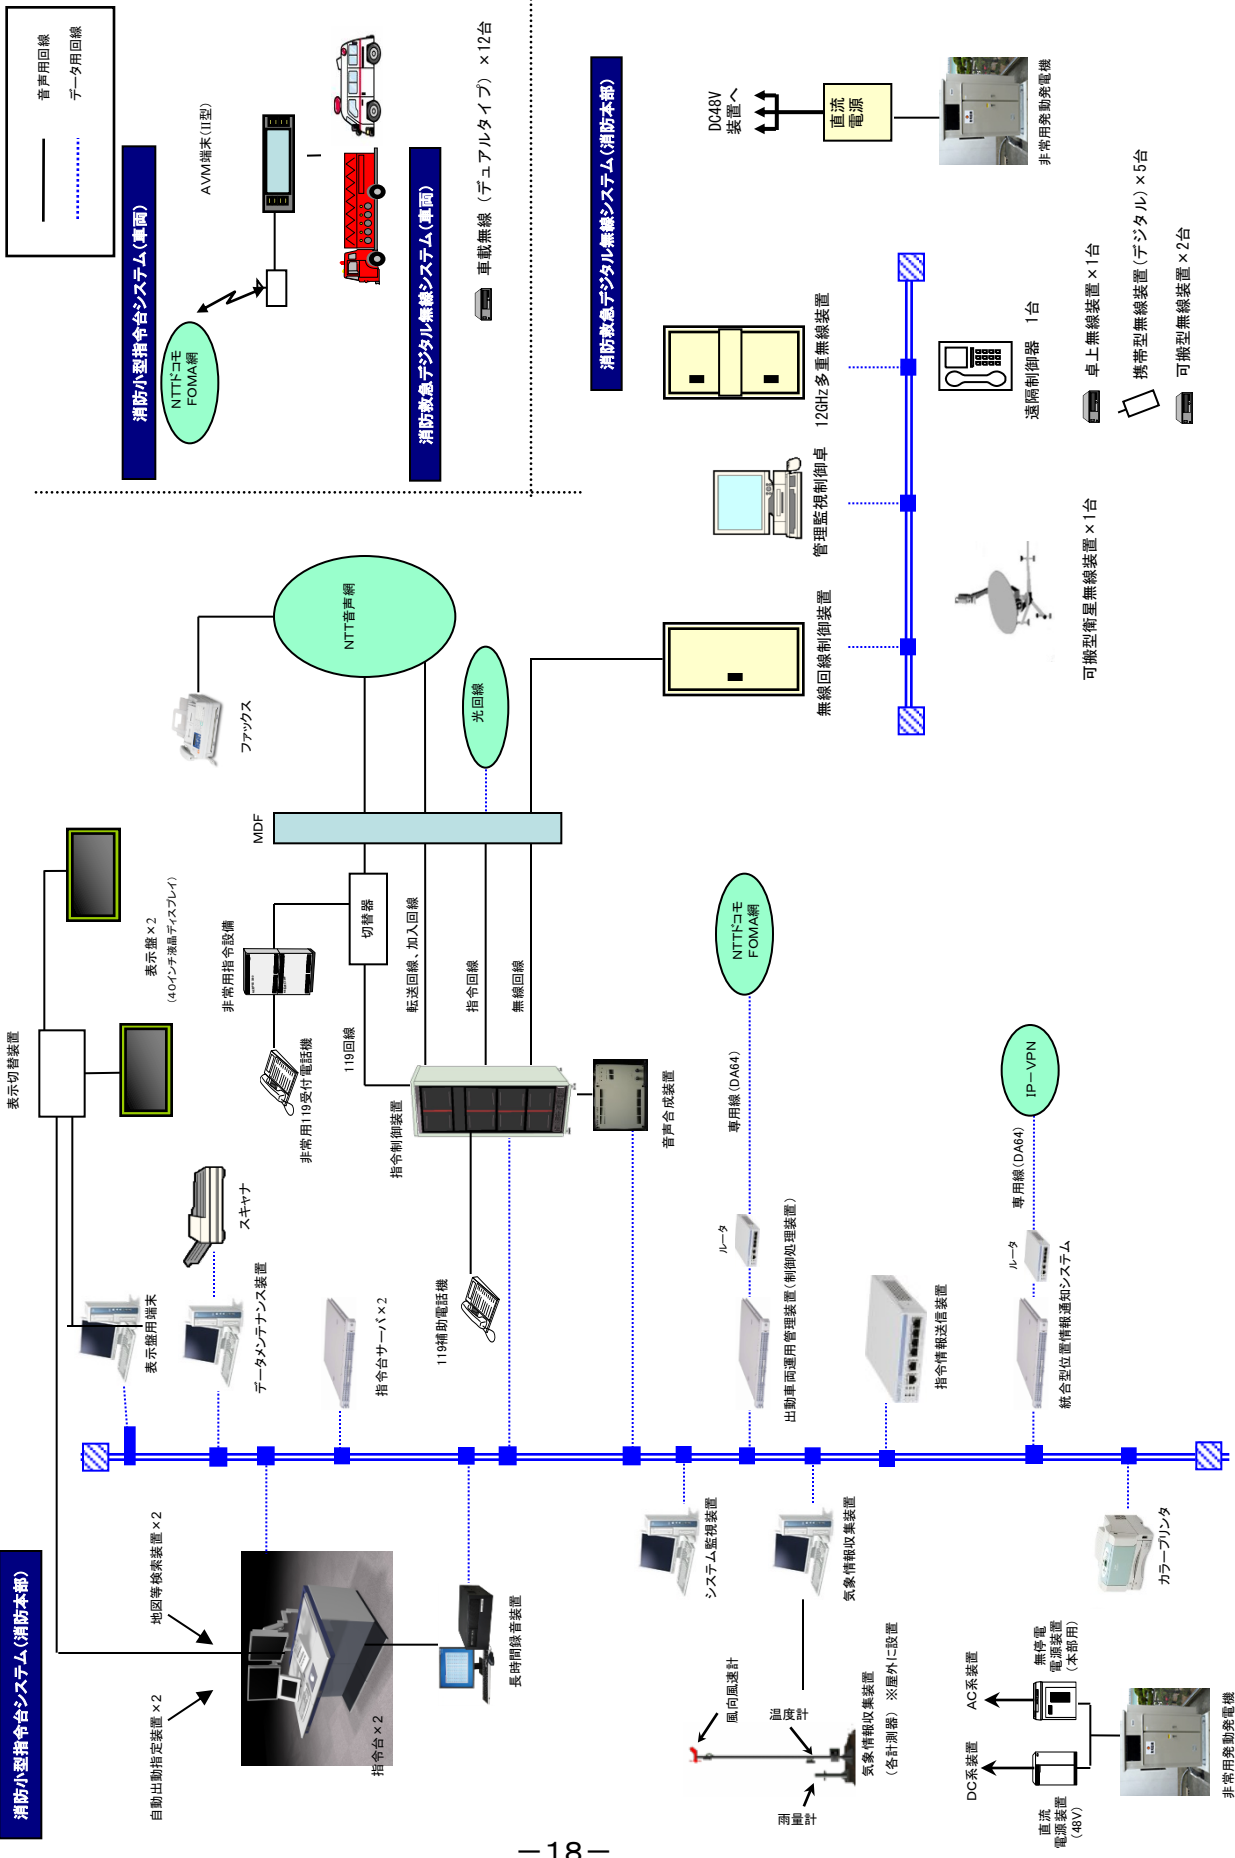 消防小型指令台システム(消防本部)
自動出動指定装置×2
地図等検索装置×2
指令台×2
長時間録音装置
表示切替装置
表示盤×2
(40インチ液晶ディスプレイ)
表示盤用端末
スキャナ
データメンテナンス装置
指令台サーバ×2
非常用指令設備
非常用119受付電話機
切替器
119回線
転送回線、加入回線
指令回線
無線回線
指令制御装置
119補助電話機
音声合成装置
MDF
ファックス
NTT音声網
光回線
システム監視装置
気象情報収集装置
風向風速計
温度計
雨量計
気象情報収集装置
(各計測器) ※屋外に設置
出動車両運用管理装置(制御処理装置)
ルータ
専用線(DA64)
NTTドコモ
FOMA網
指令情報送信装置
統合型位置情報通知システム
ルータ
専用線(DA64)
IP-VPN
カラープリンタ
DC系装置
AC系装置
直流
電源装置
(48V)
無停電
電源装置
(本部用)
非常用発動発電機
音声用回線
データ用回線
消防小型指令台システム(車両)
NTTドコモ
FOMA網
AVM端末(II型)
消防救急デジタル無線システム(車両)
車載無線(デュアルタイプ)×12台
消防救急デジタル無線システム(消防本部)
無線回線制御装置
管理監視制御卓
12GHz多重無線装置
DC48V
装置へ
直流
電源
非常用発動発電機
可搬型衛星無線装置×1台
遠隔制御器 1台
卓上無線装置×1台
携帯型無線装置(デジタル)×5台
可搬型無線装置×2台
-18-